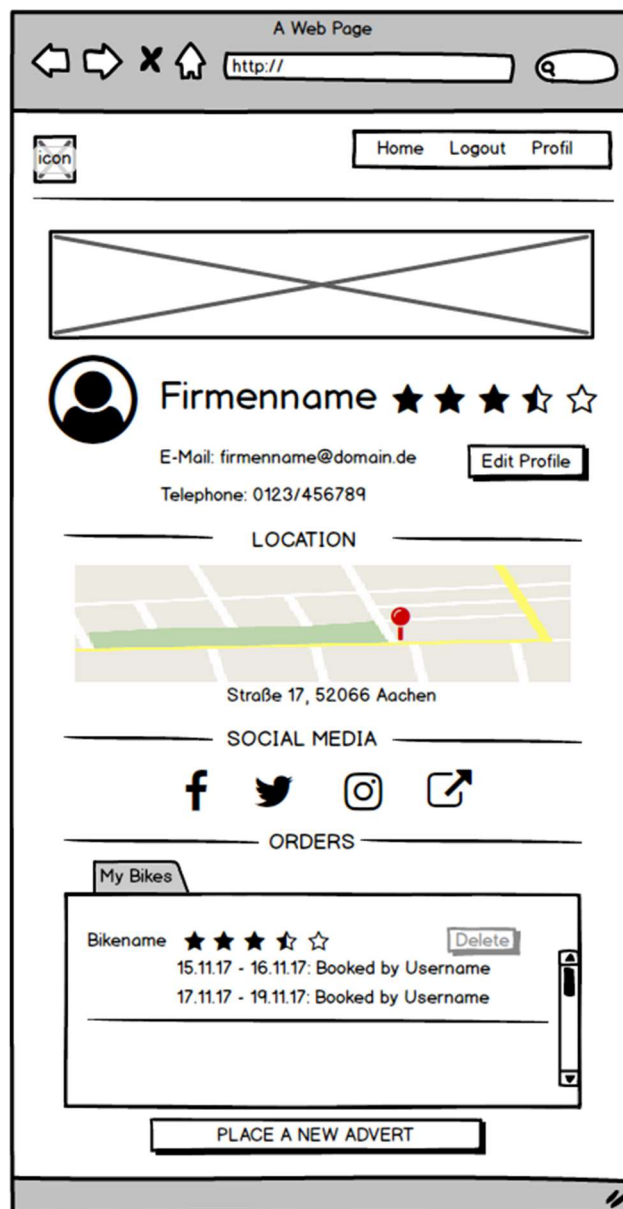 A Web Page
http://
icon
Home Logout Profil
Firmenname
E-Mail: firmenname@domain.de
Edit Profile
Telephone: 0123/456789
LOCATION
Straße 17, 52066 Aachen
SOCIAL MEDIA
ORDERS
My Bikes
Bikename
Delete
15.11.17 - 16.11.17: Booked by Username
17.11.17 - 19.11.17: Booked by Username
PLACE A NEW ADVERT